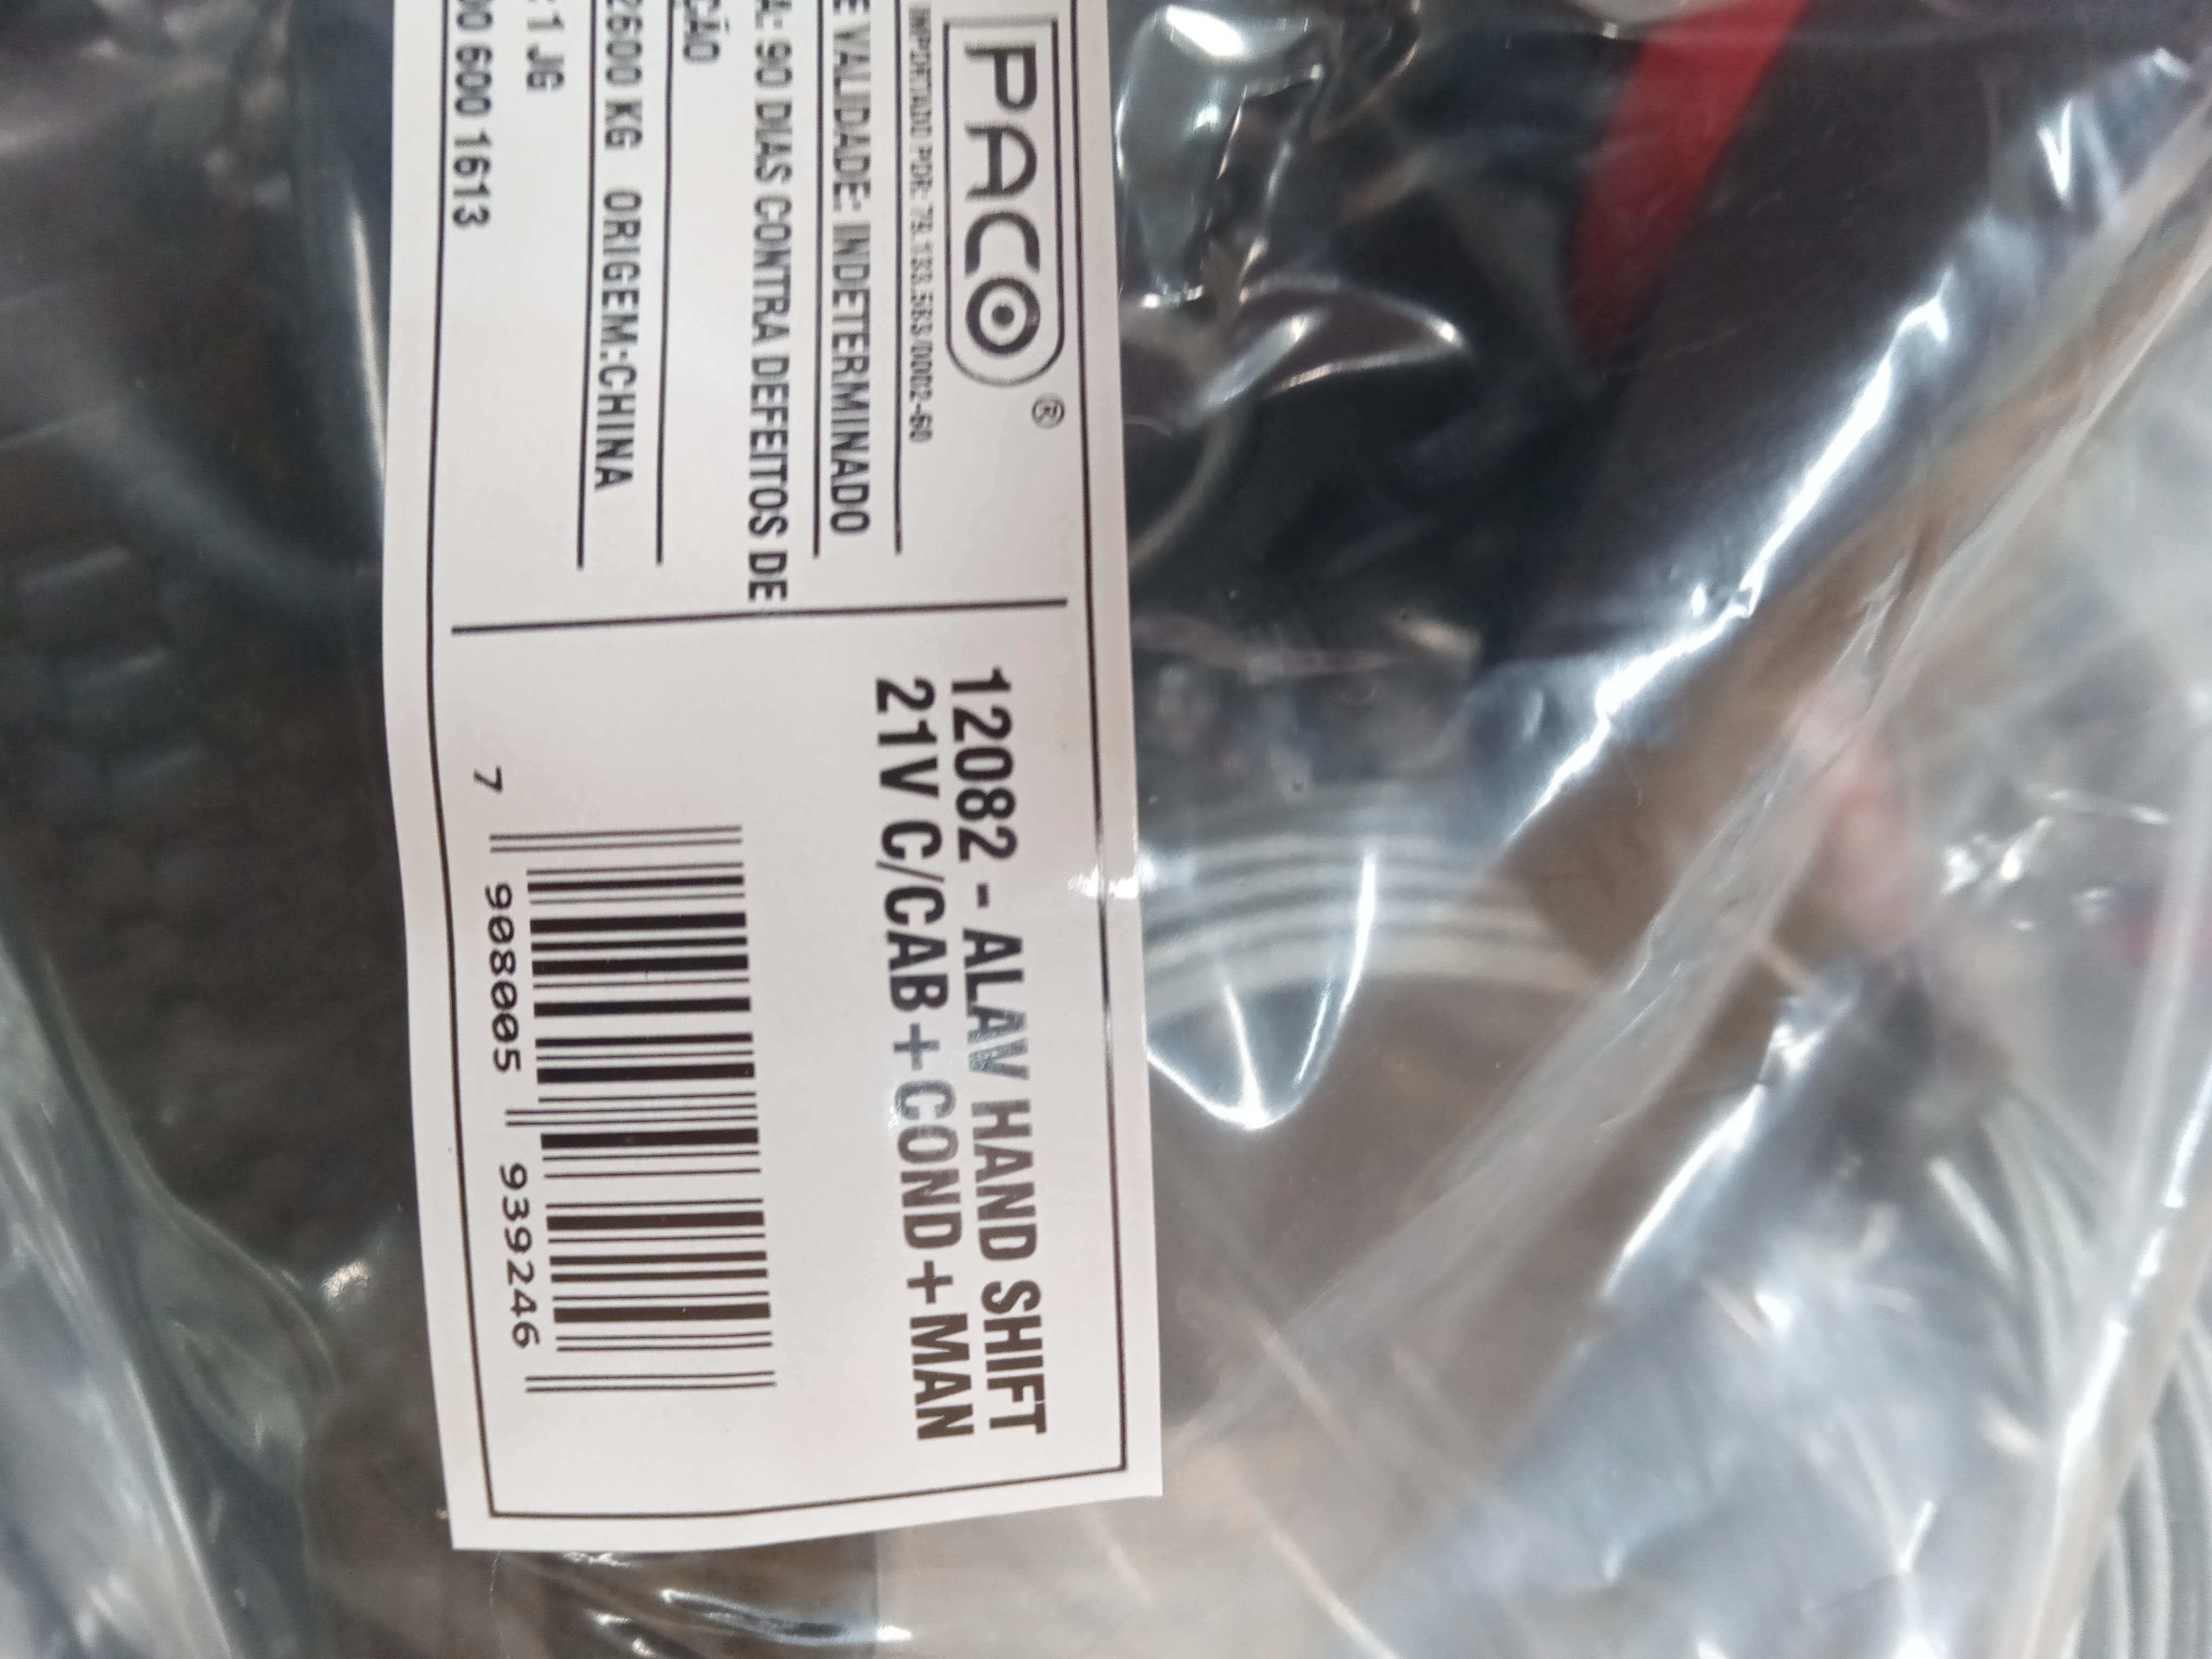 PACO®
IMPORTADO POR: 79.133.563/0002-60
E VALIDADE: INDETERMINADO
A: 90 DIAS CONTRA DEFEITOS DE
ÇÃO
2600 KG ORIGEM:CHINA
:1 JG
00 600 1613
12082 - ALAV HAND SHIFT
21V C/CAB+COND+MAN
7 908005 939246